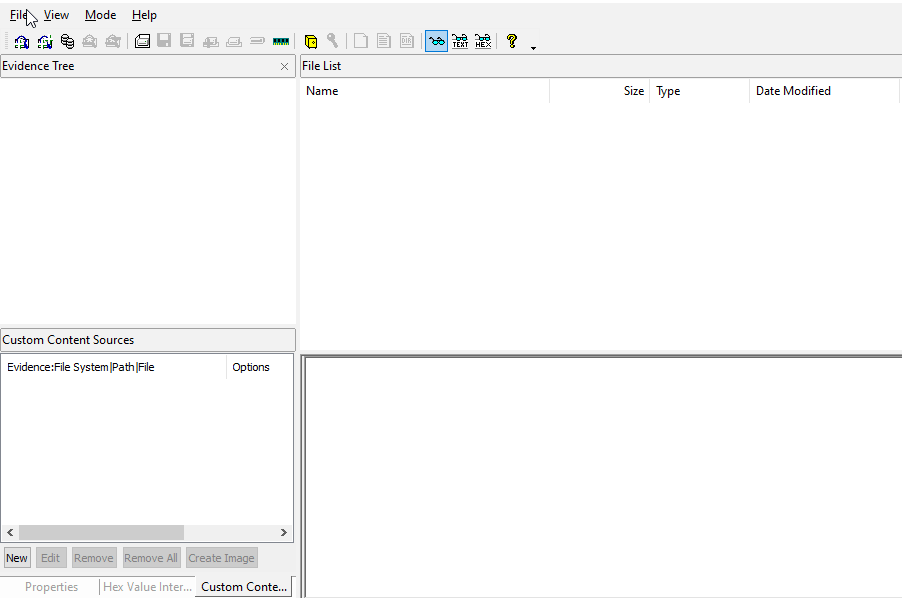 File View Mode Help
TEXT HEX
Evidence Tree
File List
Name Size Type Date Modified
Custom Content Sources
Evidence:File System|Path|File Options
New Edit Remove Remove All Create Image
Properties Hex Value Inter... Custom Conte...